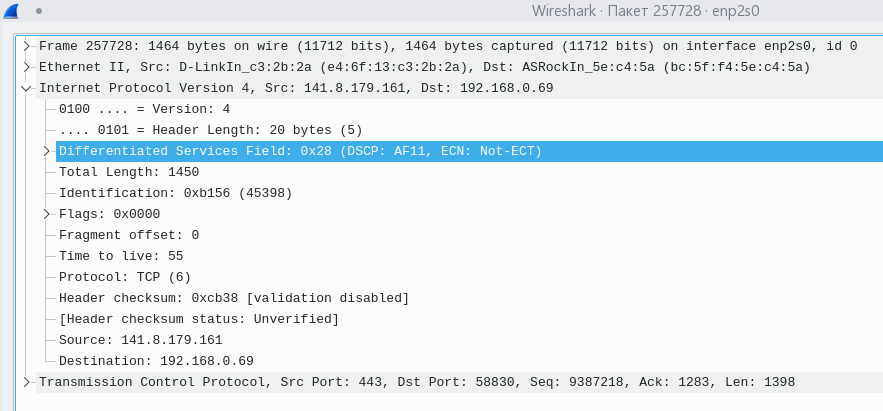 Wireshark · Пакет 257728 · enp2s0
Frame 257728: 1464 bytes on wire (11712 bits), 1464 bytes captured (11712 bits) on interface enp2s0, id 0
Ethernet II, Src: D-LinkIn_c3:2b:2a (e4:6f:13:c3:2b:2a), Dst: ASRockIn_5e:c4:5a (bc:5f:f4:5e:c4:5a)
Internet Protocol Version 4, Src: 141.8.179.161, Dst: 192.168.0.69
0100 .... = Version: 4
.... 0101 = Header Length: 20 bytes (5)
Differentiated Services Field: 0x28 (DSCP: AF11, ECN: Not-ECT)
Total Length: 1450
Identification: 0xb156 (45398)
Flags: 0x0000
Fragment offset: 0
Time to live: 55
Protocol: TCP (6)
Header checksum: 0xcb38 [validation disabled]
[Header checksum status: Unverified]
Source: 141.8.179.161
Destination: 192.168.0.69
Transmission Control Protocol, Src Port: 443, Dst Port: 58830, Seq: 9387218, Ack: 1283, Len: 1398